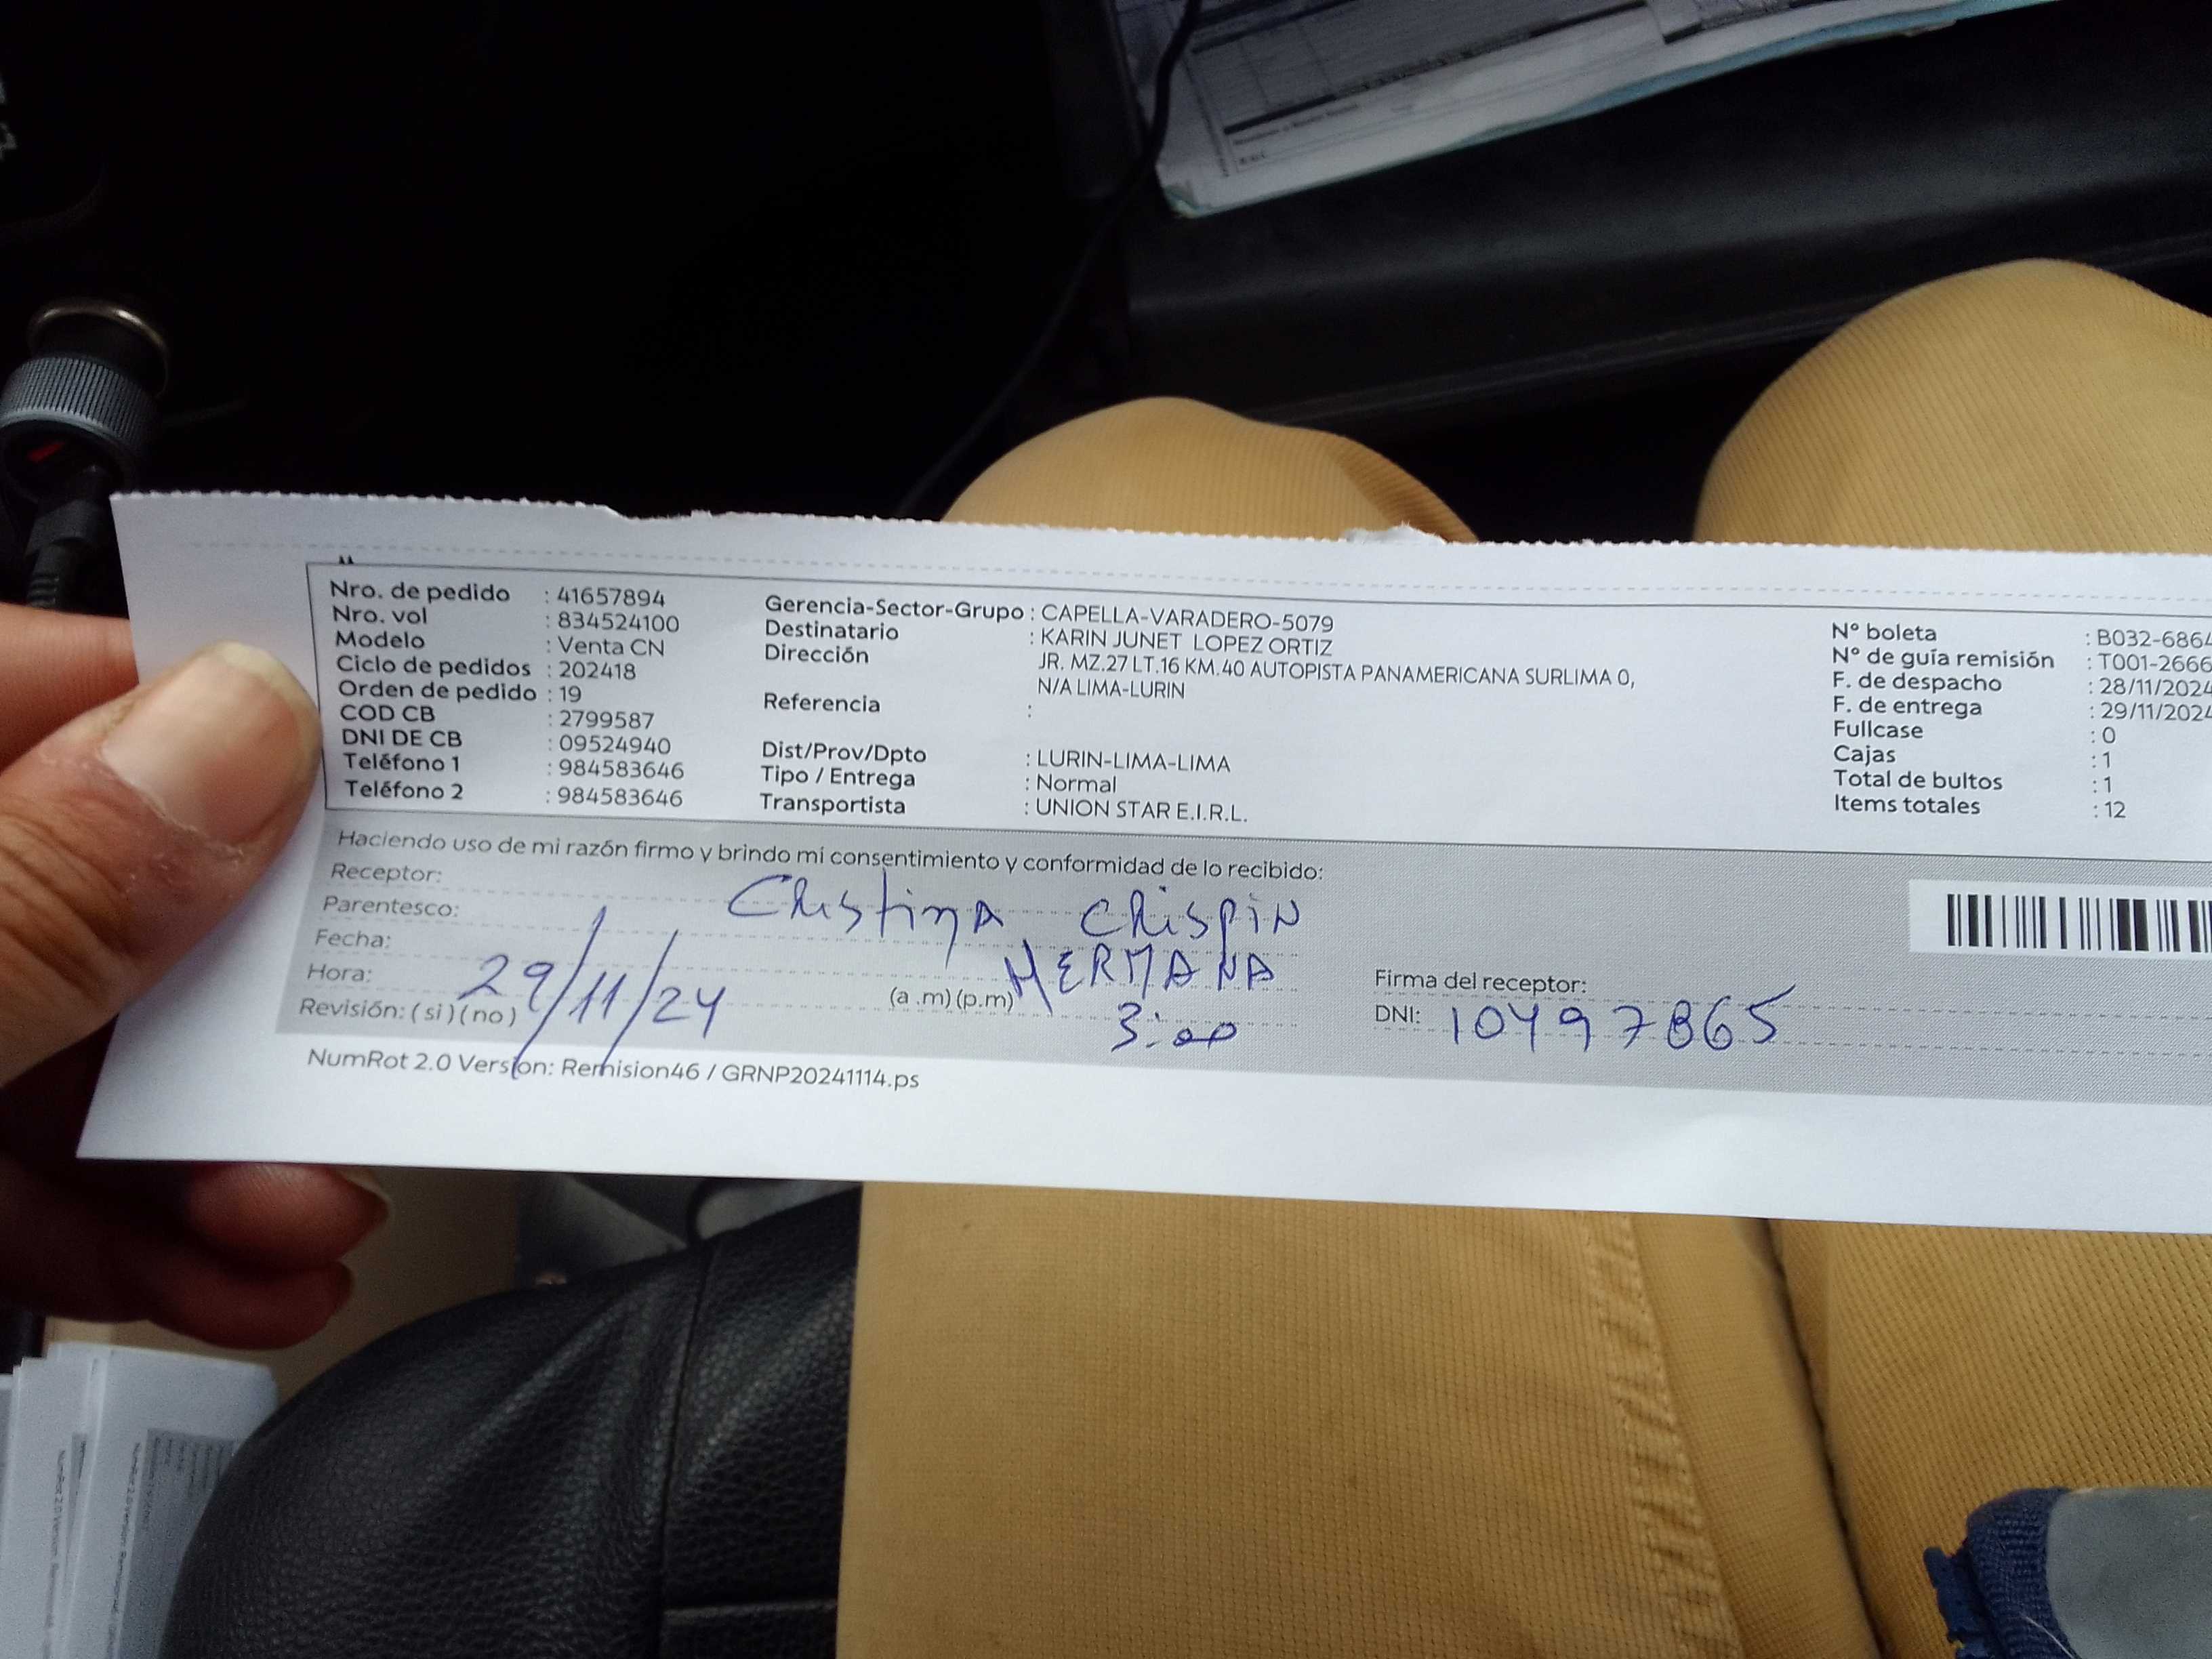 Nro. de pedido : 41657894
Nro. vol : 834524100
Modelo : Venta CN
Ciclo de pedidos : 202418
Orden de pedido : 19
COD CB : 2799587
DNI DE CB : 09524940
Teléfono 1 : 984583646
Teléfono 2 : 984583646
Gerencia-Sector-Grupo : CAPELLA-VARADERO-5079
Destinatario : KARIN JUNET LOPEZ ORTIZ
Dirección : JR. MZ.27 LT.16 KM.40 AUTOPISTA PANAMERICANA SURLIMA 0,
N/A LIMA-LURIN
Referencia :
Dist/Prov/Dpto : LURIN-LIMA-LIMA
Tipo / Entrega : Normal
Transportista : UNION STAR E.I.R.L.
N° boleta : B032-6864
N° de guía remisión : T001-2666
F. de despacho : 28/11/2024
F. de entrega : 29/11/2024
Fullcase : 0
Cajas : 1
Total de bultos : 1
Items totales : 12
Haciendo uso de mi razón firmo y brindo mi consentimiento y conformidad de lo recibido:
Receptor: Cristina Crispin
Parentesco: HERMANA
Fecha: 29/11/24
Hora: (a .m) (p.m) 3:00
Revisión: ( si ) ( no )
Firma del receptor:
DNI: 10497865
NumRot 2.0 Version: Remision46 / GRNP20241114.ps